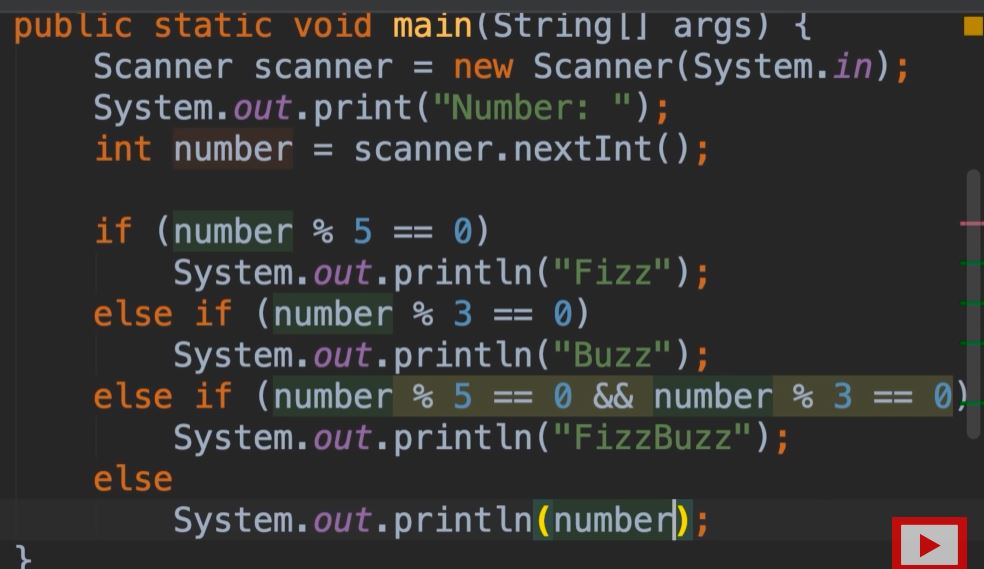 public static void main(String[] args) {
Scanner scanner = new Scanner(System.in);
System.out.print("Number: ");
int number = scanner.nextInt();
if (number % 5 == 0)
System.out.println("Fizz");
else if (number % 3 == 0)
System.out.println("Buzz");
else if (number % 5 == 0 && number % 3 == 0)
System.out.println("FizzBuzz");
else
System.out.println(number);
}